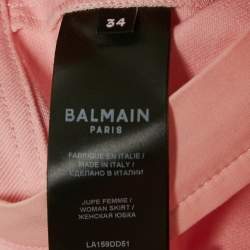 34
BALMAIN
PARIS
FABRIQUÉ EN ITALIE /
MADE IN ITALY /
СДЕЛАНО В ИТАЛИИ
JUPE FEMME /
WOMAN SKIRT /
ЖЕНСКАЯ ЮБКА
LA159DD51